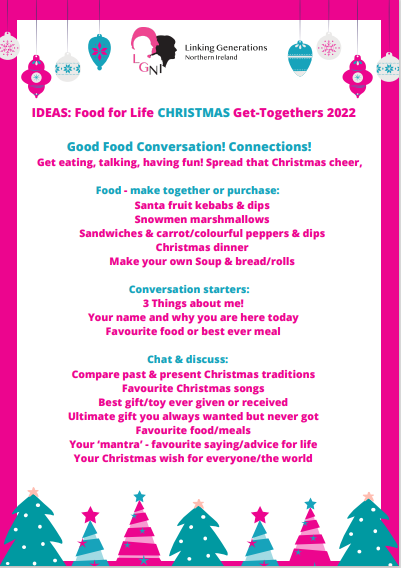 LGNI
Linking Generations
Northern Ireland
IDEAS: Food for Life CHRISTMAS Get-Togethers 2022
Good Food Conversation! Connections!
Get eating, talking, having fun! Spread that Christmas cheer,
Food - make together or purchase:
Santa fruit kebabs & dips
Snowmen marshmallows
Sandwiches & carrot/colourful peppers & dips
Christmas dinner
Make your own Soup & bread/rolls
Conversation starters:
3 Things about me!
Your name and why you are here today
Favourite food or best ever meal
Chat & discuss:
Compare past & present Christmas traditions
Favourite Christmas songs
Best gift/toy ever given or received
Ultimate gift you always wanted but never got
Favourite food/meals
Your ‘mantra’ - favourite saying/advice for life
Your Christmas wish for everyone/the world